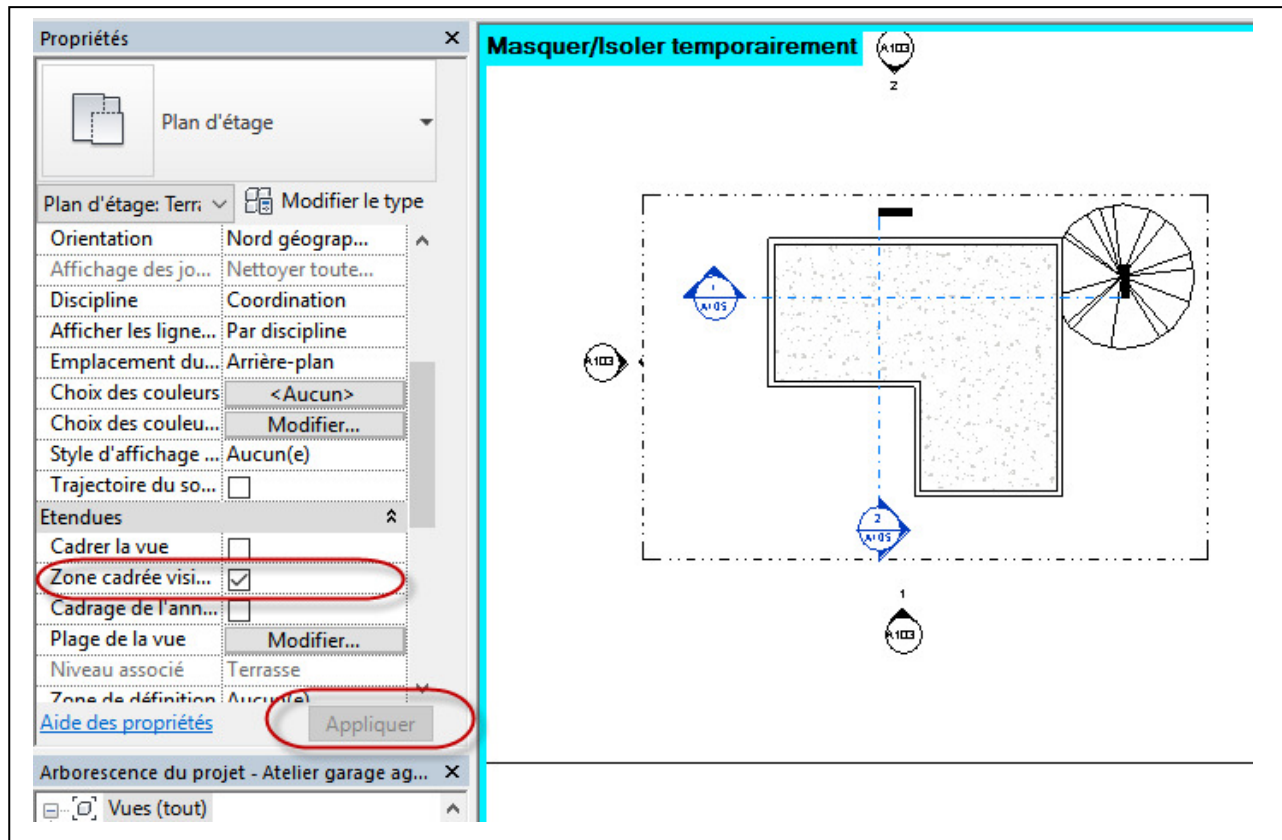 Propriétés
Plan d'étage
Plan d'étage: Terra
Modifier le type
Orientation Nord géograp...
Affichage des jo... Nettoyer toute...
Discipline Coordination
Afficher les ligne... Par discipline
Emplacement du... Arrière-plan
Choix des couleurs <Aucun>
Choix des couleu... Modifier...
Style d'affichage ... Aucun(e)
Trajectoire du so...
Etendues
Cadrer la vue
Zone cadrée visi...
Cadrage de l'ann...
Plage de la vue Modifier...
Niveau associé Terrasse
Zone de définition Aucun(e)
Aide des propriétés Appliquer
Arborescence du projet - Atelier garage ag...
Vues (tout)
Masquer/Isoler temporairement
A103
2
1
A105
A103
2
A105
1
A103